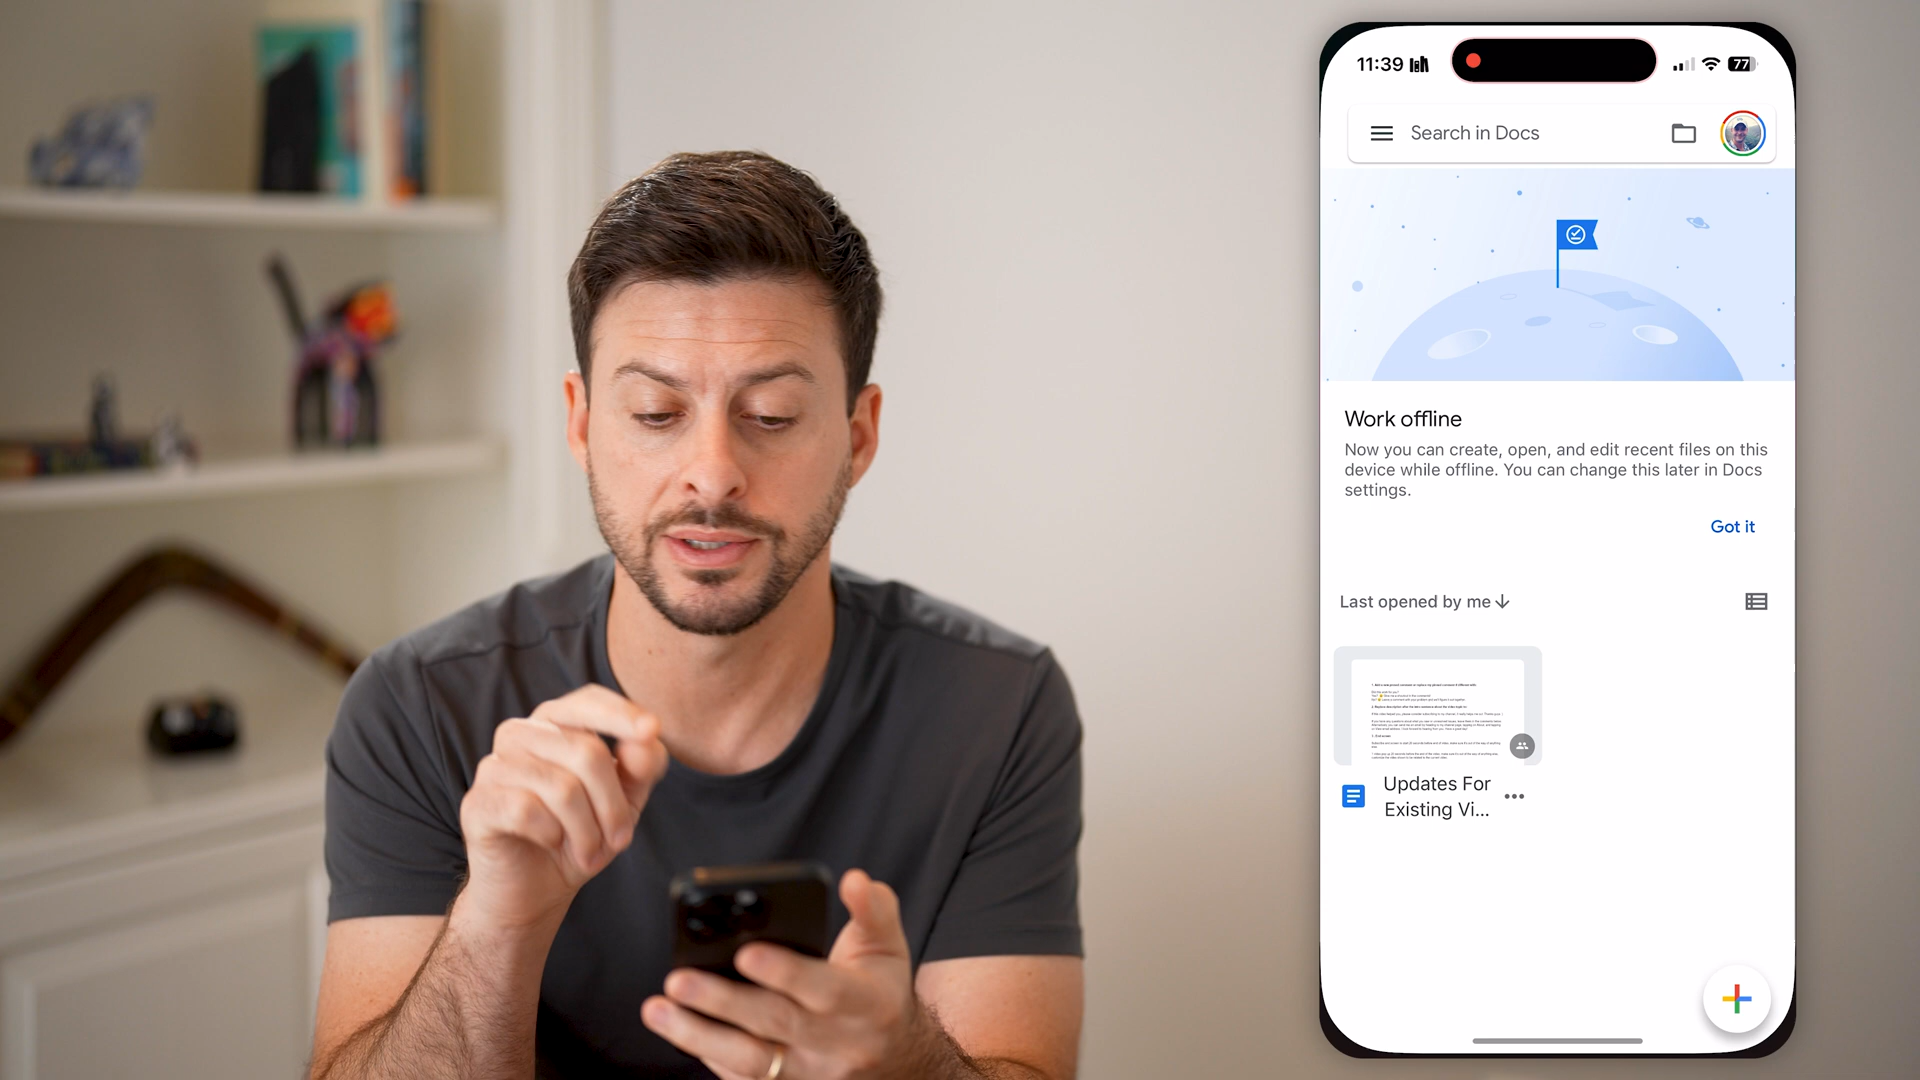 11:39
77
Search in Docs
Work offline
Now you can create, open, and edit recent files on this
device while offline. You can change this later in Docs
settings.
Got it
Last opened by me
Updates For
Existing Vi...